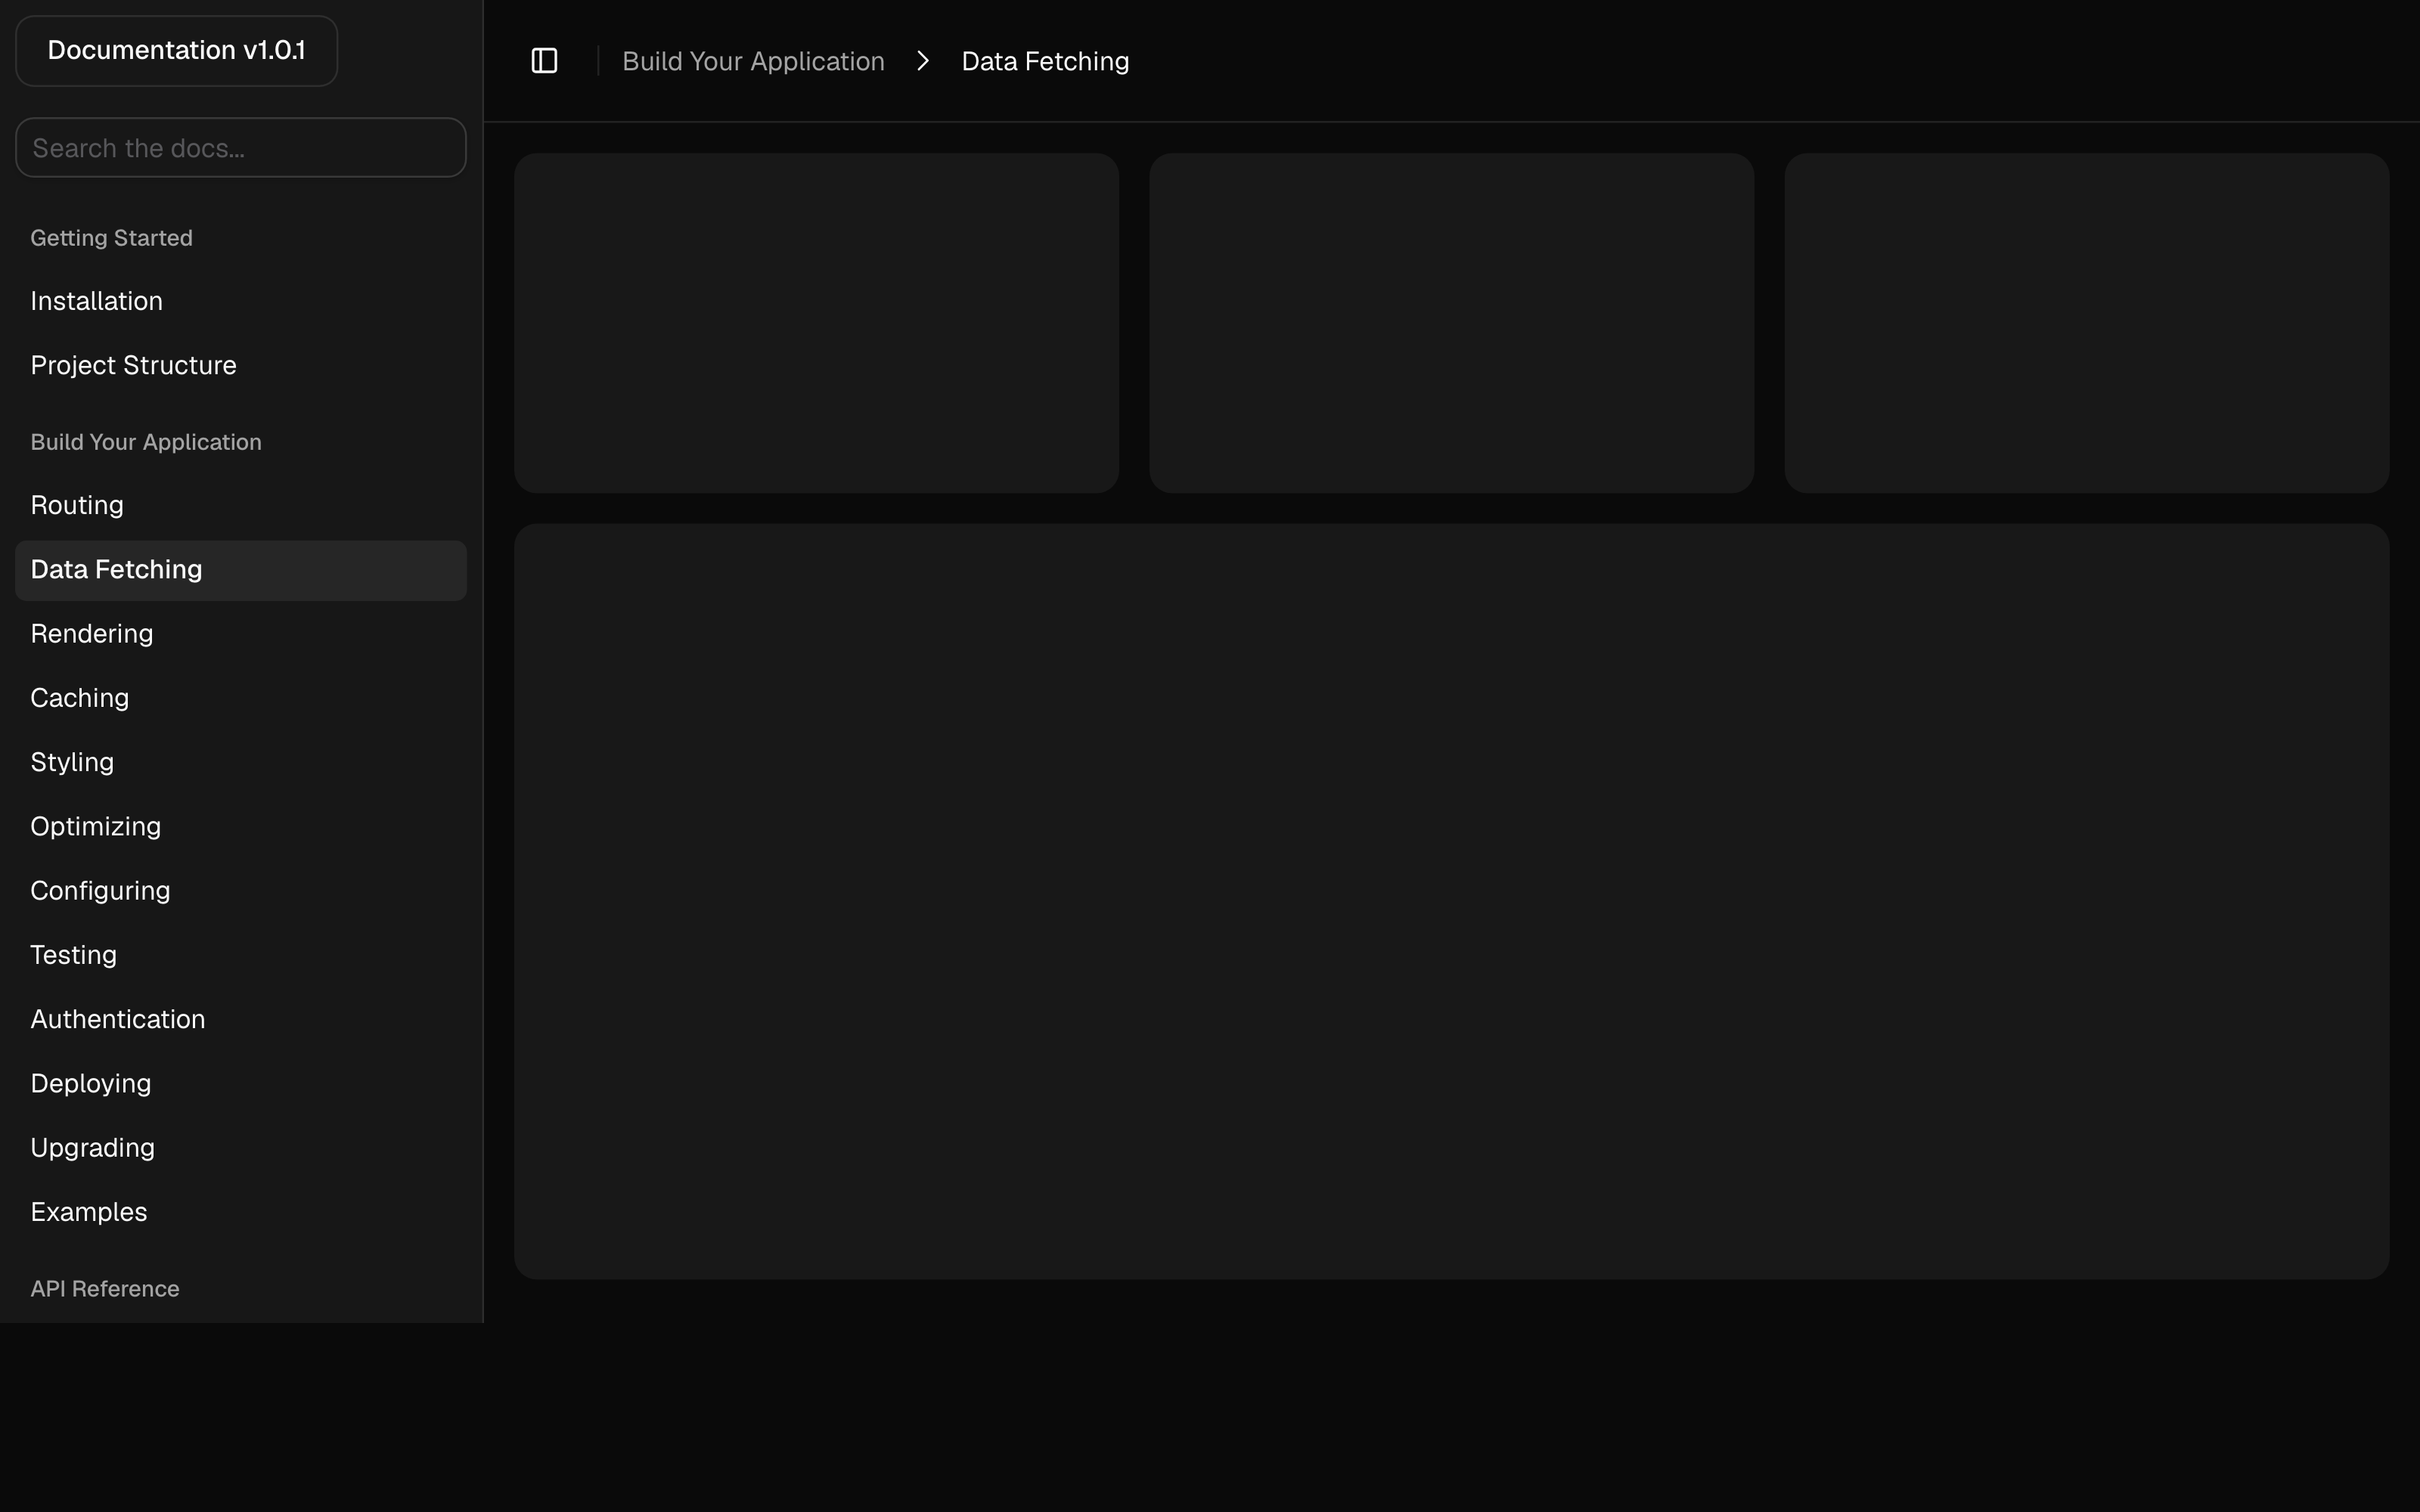 Documentation v1.0.1
Search the docs...
Getting Started
Installation
Project Structure
Build Your Application
Routing
Data Fetching
Rendering
Caching
Styling
Optimizing
Configuring
Testing
Authentication
Deploying
Upgrading
Examples
API Reference
Build Your Application > Data Fetching